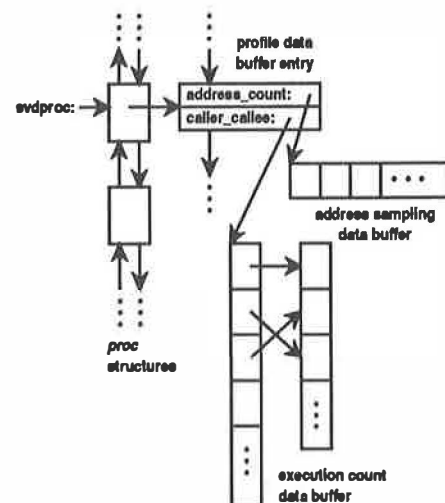 profile data
buffer entry
svdproc:
address_count:
caller_callee:
address sampling
data buffer
proc
structures
execution count
data buffer